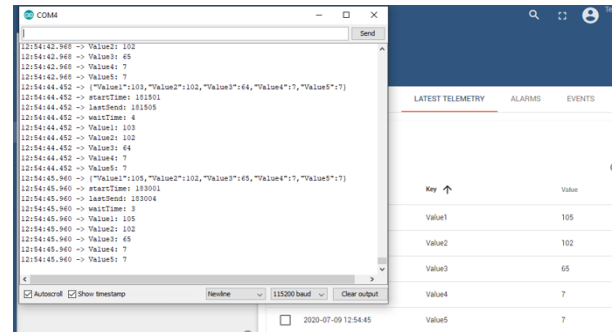 COM4
Send
12:54:42.968 -> Value2: 102
12:54:42.968 -> Value3: 65
12:54:42.968 -> Value4: 7
12:54:42.968 -> Value5: 7
12:54:44.452 -> {"Value1":103,"Value2":102,"Value3":64,"Value4":7,"Value5":7}
12:54:44.452 -> startTime: 181501
12:54:44.452 -> lastSend: 181505
12:54:44.452 -> waitTime: 4
12:54:44.452 -> Value1: 103
12:54:44.452 -> Value2: 102
12:54:44.452 -> Value3: 64
12:54:44.452 -> Value4: 7
12:54:44.452 -> Value5: 7
12:54:45.960 -> {"Value1":105,"Value2":102,"Value3":65,"Value4":7,"Value5":7}
12:54:45.960 -> startTime: 183001
12:54:45.960 -> lastSend: 183004
12:54:45.960 -> waitTime: 3
12:54:45.960 -> Value1: 105
12:54:45.960 -> Value2: 102
12:54:45.960 -> Value3: 65
12:54:45.960 -> Value4: 7
12:54:45.960 -> Value5: 7
Autoscroll Show timestamp Newline 115200 baud Clear output
LATEST TELEMETRY ALARMS EVENTS
Key Value
Value1 105
Value2 102
Value3 65
Value4 7
2020-07-09 12:54:45 Value5 7